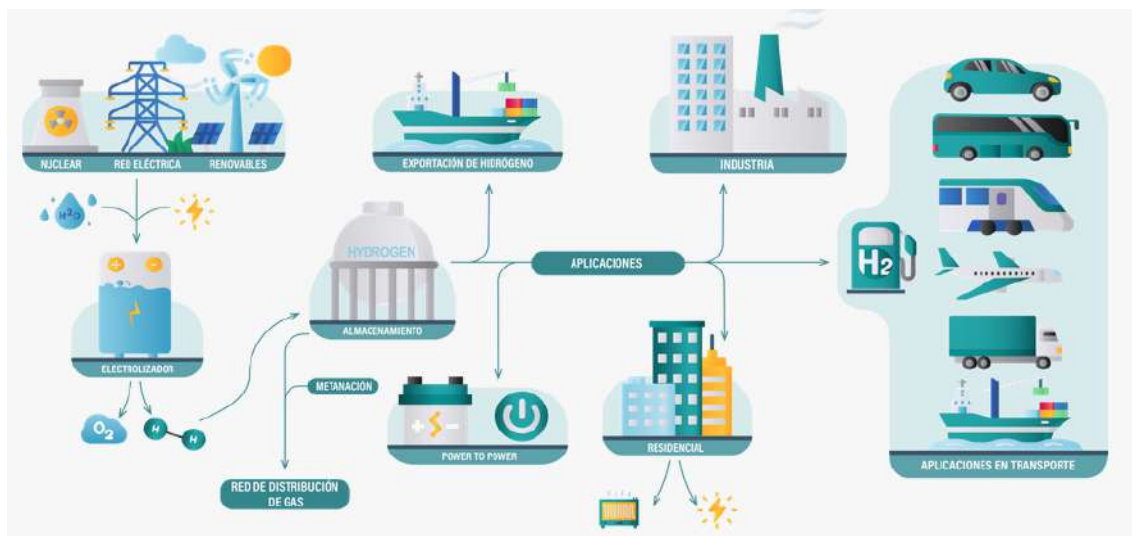 NUCLEAR
RED ELÉCTRICA
RENOVABLES
H2O
ELECTROLIZADOR
O2
H H
HYDROGEN
ALMACENAMIENTO
METANACIÓN
RED DE DISTRIBUCIÓN
DE GAS
EXPORTACIÓN DE HIDRÓGENO
APLICACIONES
POWER TO POWER
INDUSTRIA
RESIDENCIAL
H2
APLICACIONES EN TRANSPORTE